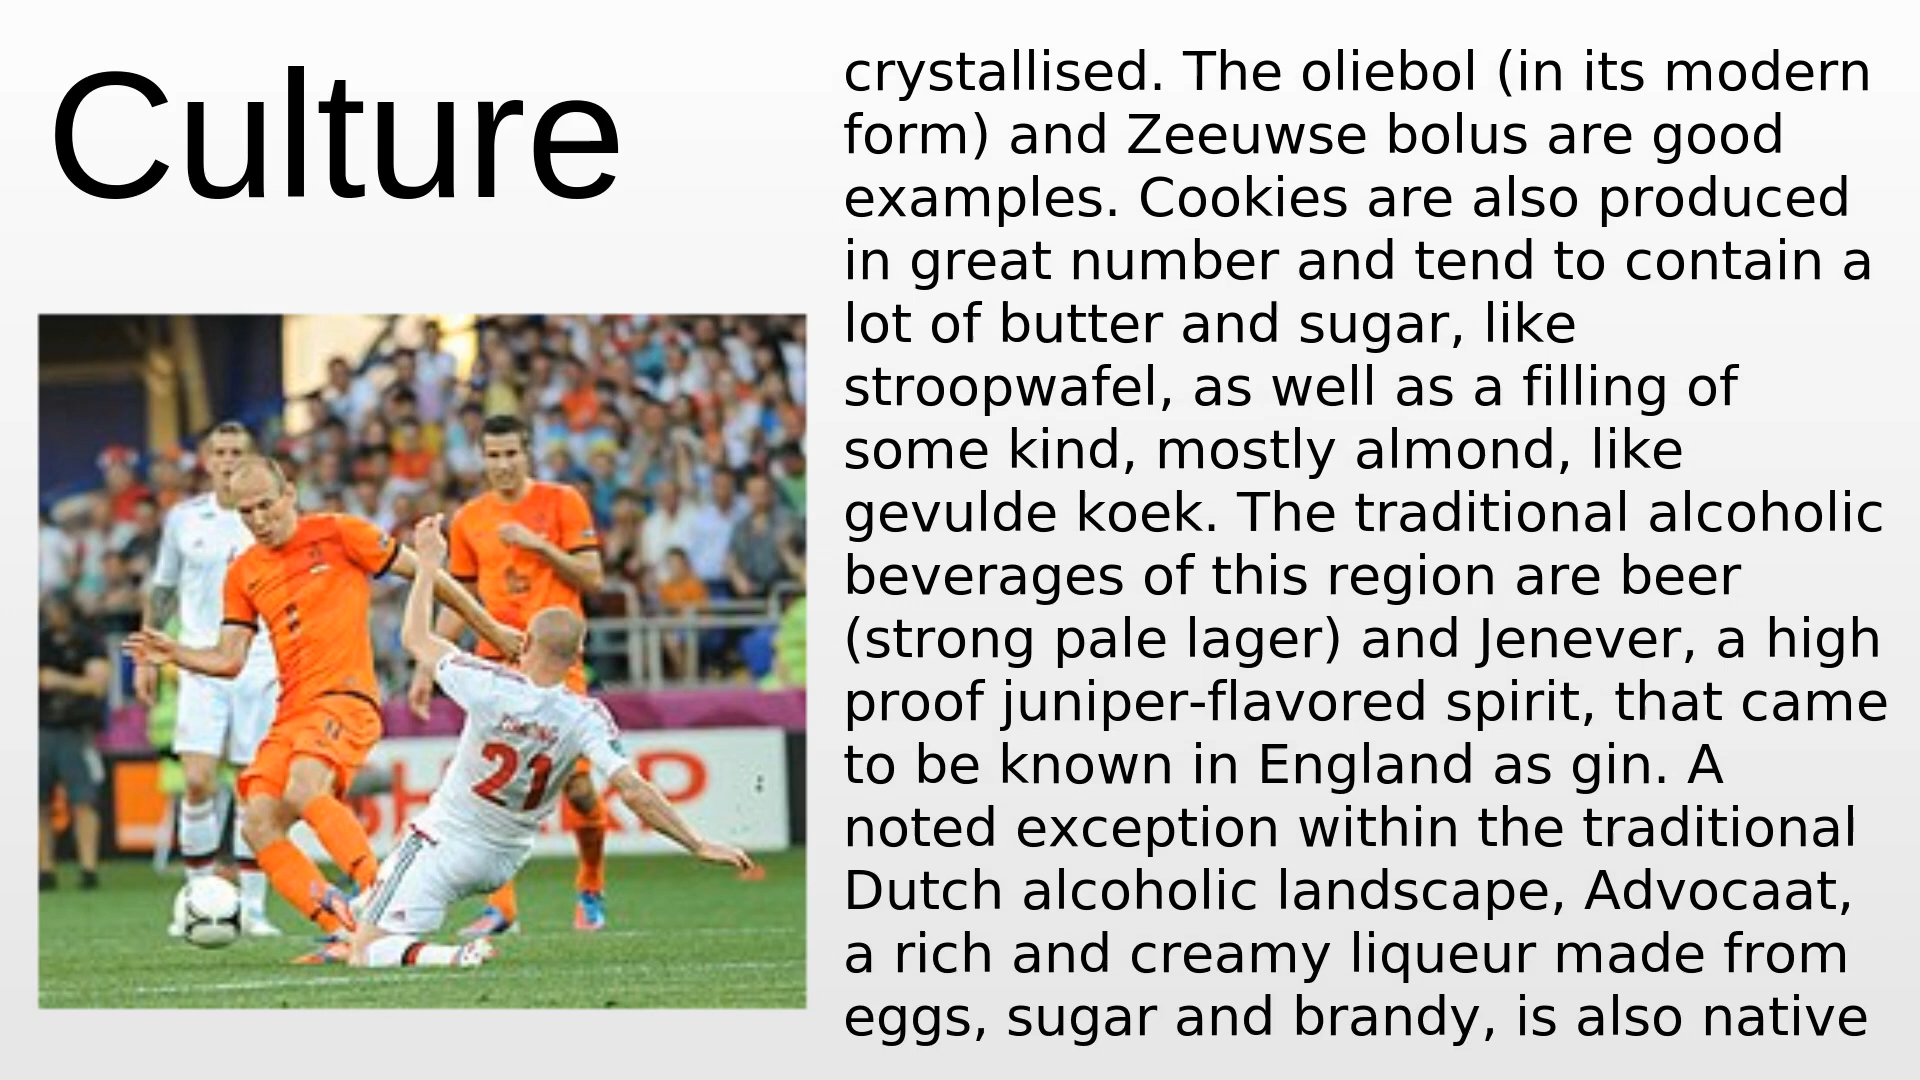 Culture
crystallised. The oliebol (in its modern
form) and Zeeuwse bolus are good
examples. Cookies are also produced
in great number and tend to contain a
lot of butter and sugar, like
stroopwafel, as well as a filling of
some kind, mostly almond, like
gevulde koek. The traditional alcoholic
beverages of this region are beer
(strong pale lager) and Jenever, a high
proof juniper-flavored spirit, that came
to be known in England as gin. A
noted exception within the traditional
Dutch alcoholic landscape, Advocaat,
a rich and creamy liqueur made from
eggs, sugar and brandy, is also native
21
11